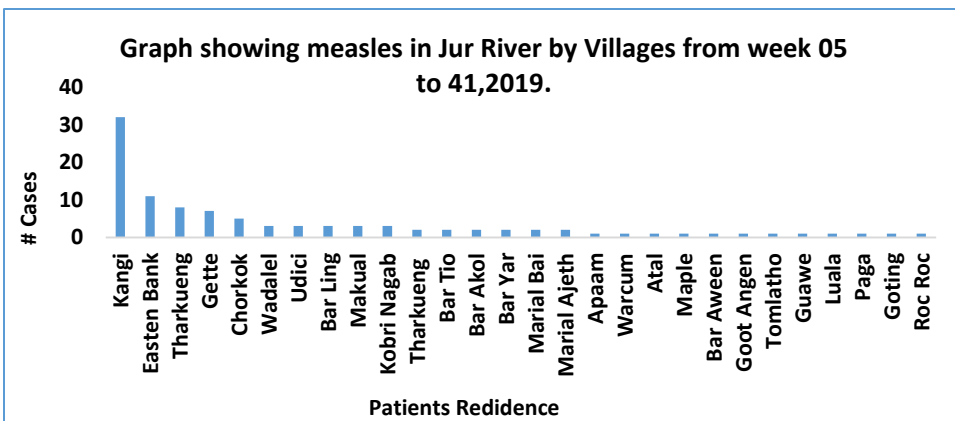 Graph showing measles in Jur River by Villages from week 05
to 41,2019.
40
30
20
10
0
# Cases
Kangi
Easten Bank
Tharkueng
Gette
Chorkok
Wadalel
Udici
Bar Ling
Makual
Kobri Nagab
Tharkueng
Bar Tio
Bar Akol
Bar Yar
Marial Bai
Marial Ajeth
Apaam
Warcum
Atal
Maple
Bar Aween
Goot Angen
Tomlatho
Guawe
Luala
Paga
Goting
Roc Roc
Patients Redidence